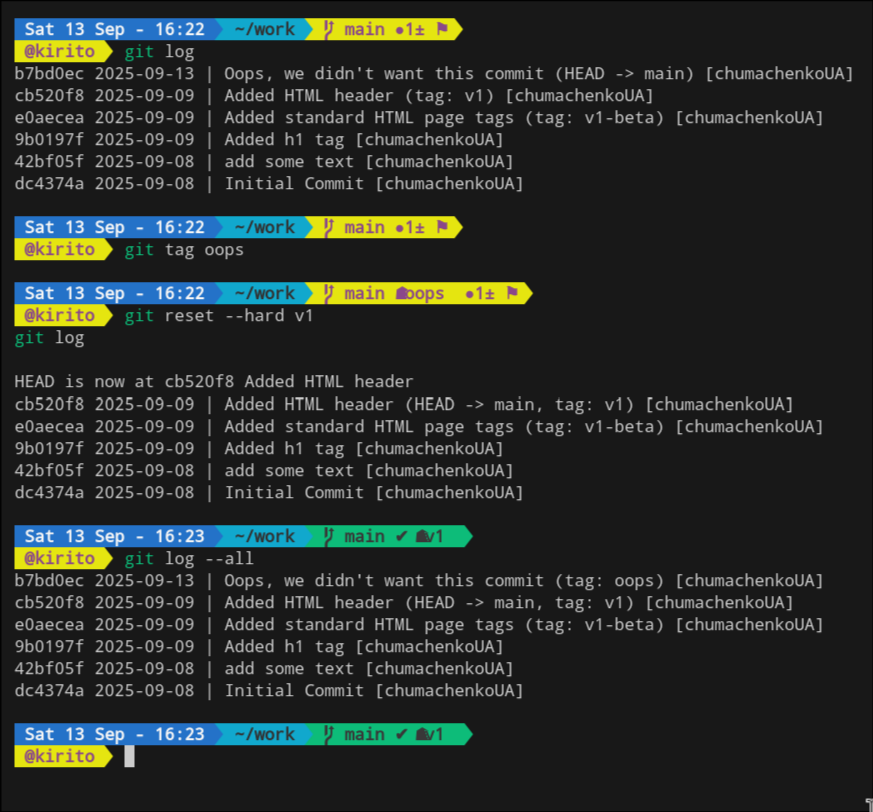 Sat 13 Sep - 16:22 ~/work main ●1± ⚑
@kirito git log
b7bd0ec 2025-09-13 | Oops, we didn't want this commit (HEAD -> main) [chumachenkoUA]
cb520f8 2025-09-09 | Added HTML header (tag: v1) [chumachenkoUA]
e0aecea 2025-09-09 | Added standard HTML page tags (tag: v1-beta) [chumachenkoUA]
9b0197f 2025-09-09 | Added h1 tag [chumachenkoUA]
42bf05f 2025-09-08 | add some text [chumachenkoUA]
dc4374a 2025-09-08 | Initial Commit [chumachenkoUA]
Sat 13 Sep - 16:22 ~/work main ●1± ⚑
@kirito git tag oops
Sat 13 Sep - 16:22 ~/work main oops ●1± ⚑
@kirito git reset --hard v1
git log
HEAD is now at cb520f8 Added HTML header
cb520f8 2025-09-09 | Added HTML header (HEAD -> main, tag: v1) [chumachenkoUA]
e0aecea 2025-09-09 | Added standard HTML page tags (tag: v1-beta) [chumachenkoUA]
9b0197f 2025-09-09 | Added h1 tag [chumachenkoUA]
42bf05f 2025-09-08 | add some text [chumachenkoUA]
dc4374a 2025-09-08 | Initial Commit [chumachenkoUA]
Sat 13 Sep - 16:23 ~/work main ✔ v1
@kirito git log --all
b7bd0ec 2025-09-13 | Oops, we didn't want this commit (tag: oops) [chumachenkoUA]
cb520f8 2025-09-09 | Added HTML header (HEAD -> main, tag: v1) [chumachenkoUA]
e0aecea 2025-09-09 | Added standard HTML page tags (tag: v1-beta) [chumachenkoUA]
9b0197f 2025-09-09 | Added h1 tag [chumachenkoUA]
42bf05f 2025-09-08 | add some text [chumachenkoUA]
dc4374a 2025-09-08 | Initial Commit [chumachenkoUA]
Sat 13 Sep - 16:23 ~/work main ✔ v1
@kirito